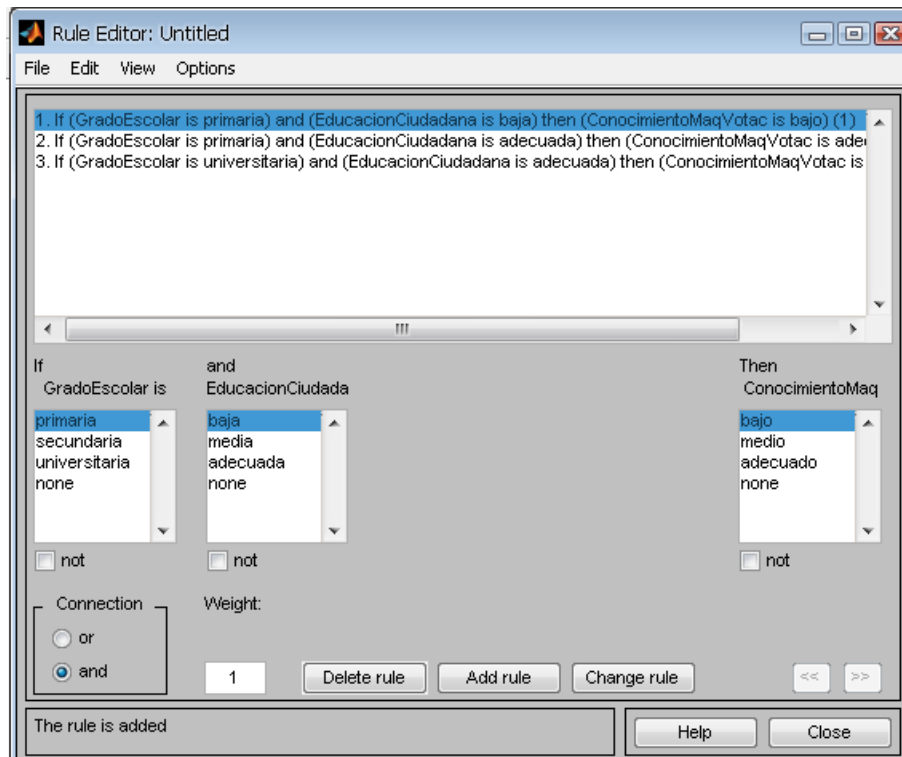 Rule Editor: Untitled
File Edit View Options
1. If (GradoEscolar is primaria) and (EducacionCiudadana is baja) then (ConocimientoMaqVotac is bajo) (1)
2. If (GradoEscolar is primaria) and (EducacionCiudadana is adecuada) then (ConocimientoMaqVotac is ade
3. If (GradoEscolar is universitaria) and (EducacionCiudadana is adecuada) then (ConocimientoMaqVotac is
If and Then
GradoEscolar is EducacionCiudada ConocimientoMaq
primaria baja bajo
secundaria media medio
universitaria adecuada adecuado
none none none
not not not
Connection Weight:
or
and 1 Delete rule Add rule Change rule << >>
The rule is added Help Close